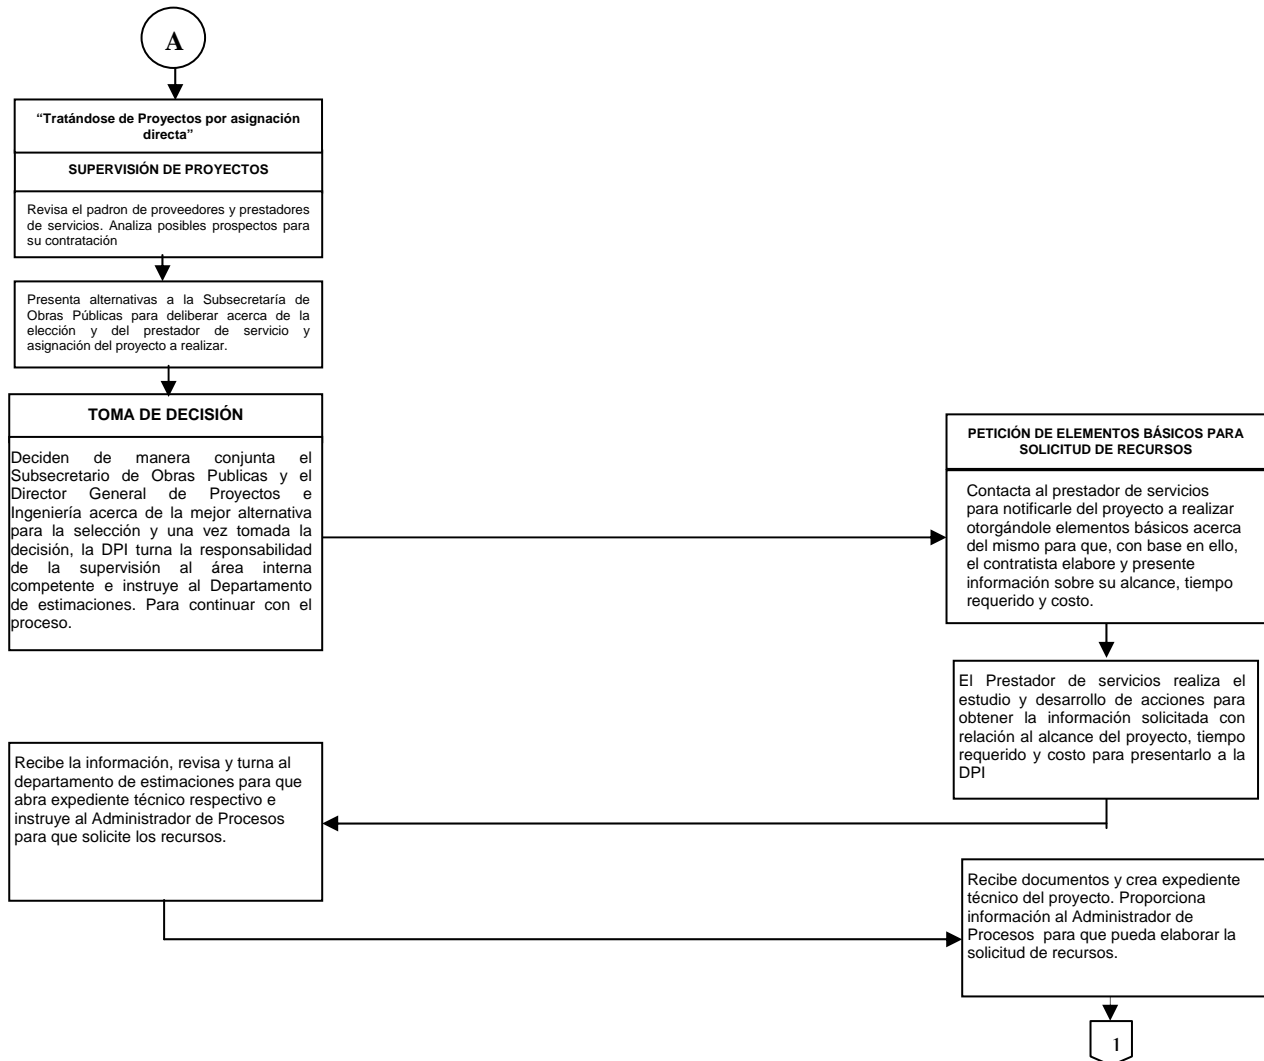 A
“Tratándose de Proyectos por asignación
directa”
SUPERVISIÓN DE PROYECTOS
Revisa el padron de proveedores y prestadores
de servicios. Analiza posibles prospectos para
su contratación
Presenta alternativas a la Subsecretaría de
Obras Públicas para deliberar acerca de la
elección y del prestador de servicio y
asignación del proyecto a realizar.
TOMA DE DECISIÓN
Deciden de manera conjunta el
Subsecretario de Obras Publicas y el
Director General de Proyectos e
Ingeniería acerca de la mejor alternativa
para la selección y una vez tomada la
decisión, la DPI turna la responsabilidad
de la supervisión al área interna
competente e instruye al Departamento
de estimaciones. Para continuar con el
proceso.
PETICIÓN DE ELEMENTOS BÁSICOS PARA
SOLICITUD DE RECURSOS
Contacta al prestador de servicios
para notificarle del proyecto a realizar
otorgándole elementos básicos acerca
del mismo para que, con base en ello,
el contratista elabore y presente
información sobre su alcance, tiempo
requerido y costo.
El Prestador de servicios realiza el
estudio y desarrollo de acciones para
obtener la información solicitada con
relación al alcance del proyecto, tiempo
requerido y costo para presentarlo a la
DPI
Recibe la información, revisa y turna al
departamento de estimaciones para que
abra expediente técnico respectivo e
instruye al Administrador de Procesos
para que solicite los recursos.
Recibe documentos y crea expediente
técnico del proyecto. Proporciona
información al Administrador de
Procesos para que pueda elaborar la
solicitud de recursos.
1